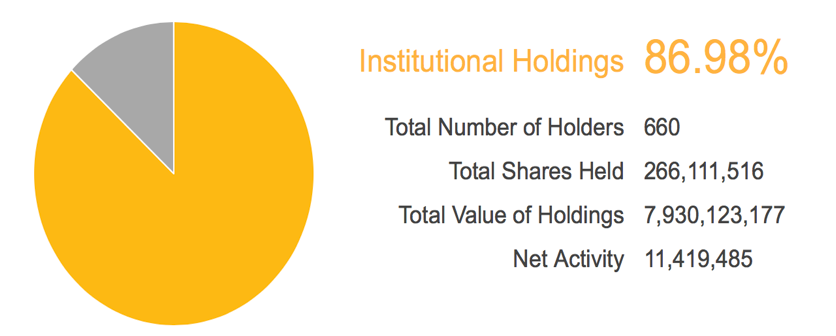 Institutional Holdings 86.98%
Total Number of Holders 660
Total Shares Held 266,111,516
Total Value of Holdings 7,930,123,177
Net Activity 11,419,485